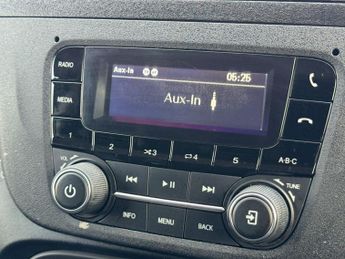 RADIO
Aux-In
05:25
Aux-In
MEDIA
1
2
3
4
5
A-B-C
VOL
TUNE
INFO
MENU
BACK